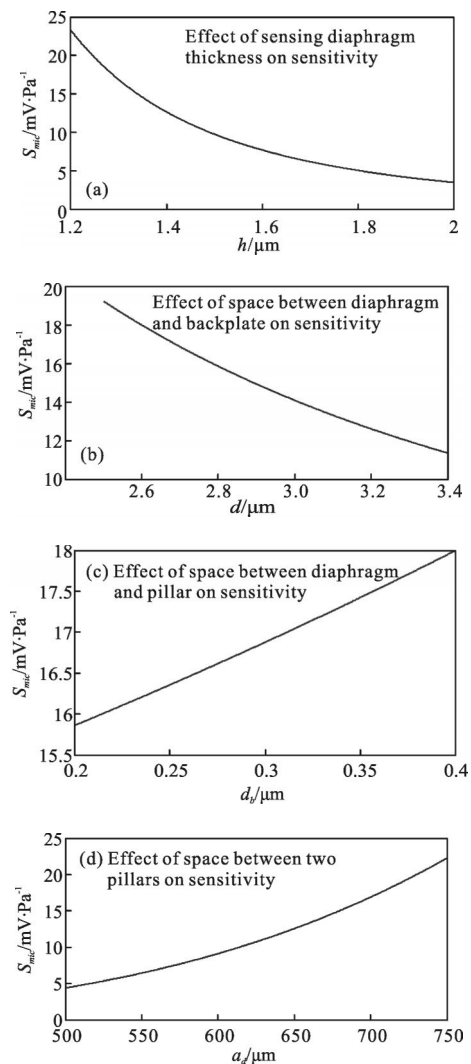 25
20
15
10
5
0
S_mic/mV·Pa⁻¹
Effect of sensing diaphragm
thickness on sensitivity
(a)
1.2 1.4 1.6 1.8 2
h/μm
20
18
16
14
12
10
S_mic/mV·Pa⁻¹
Effect of space between diaphragm
and backplate on sensitivity
(b)
2.6 2.8 3.0 3.2 3.4
d/μm
18
17.5
17
16.5
16
15.5
S_mic/mV·Pa⁻¹
(c) Effect of space between diaphragm
and pillar on sensitivity
0.2 0.25 0.3 0.35 0.4
d_b/μm
25
20
15
10
5
0
S_mic/mV·Pa⁻¹
(d) Effect of space between two
pillars on sensitivity
500 550 600 650 700 750
a_d/μm